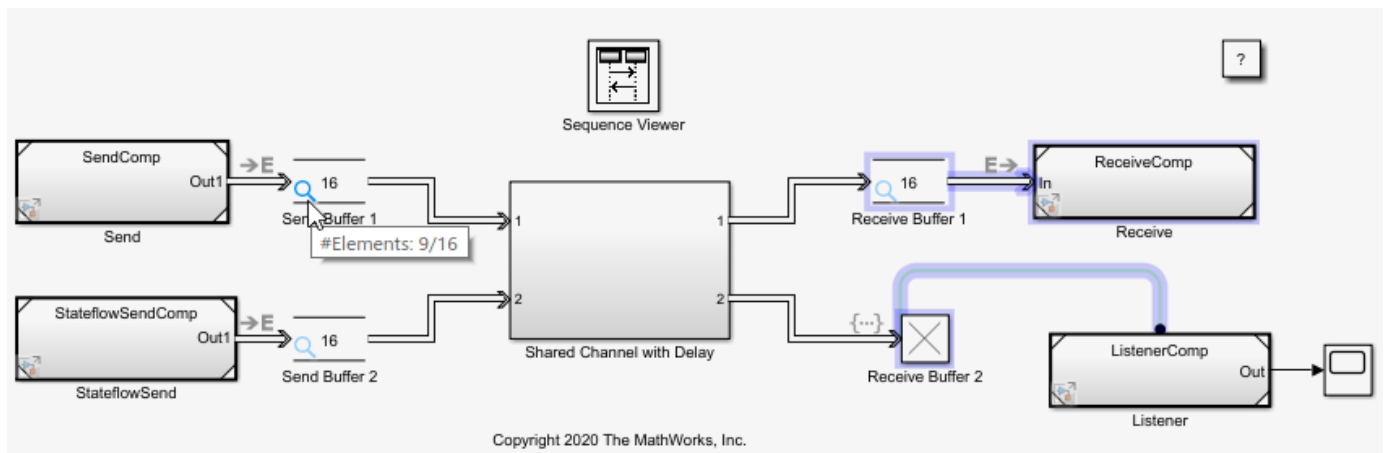 ?
Sequence Viewer
SendComp
Out1
E
16
Send Buffer 1
Send
#Elements: 9/16
1
2
1
2
Shared Channel with Delay
16
Receive Buffer 1
E
ReceiveComp
In
Receive
StateflowSendComp
Out1
E
16
Send Buffer 2
StateflowSend
{...}
Receive Buffer 2
ListenerComp
Out
Listener
Copyright 2020 The MathWorks, Inc.